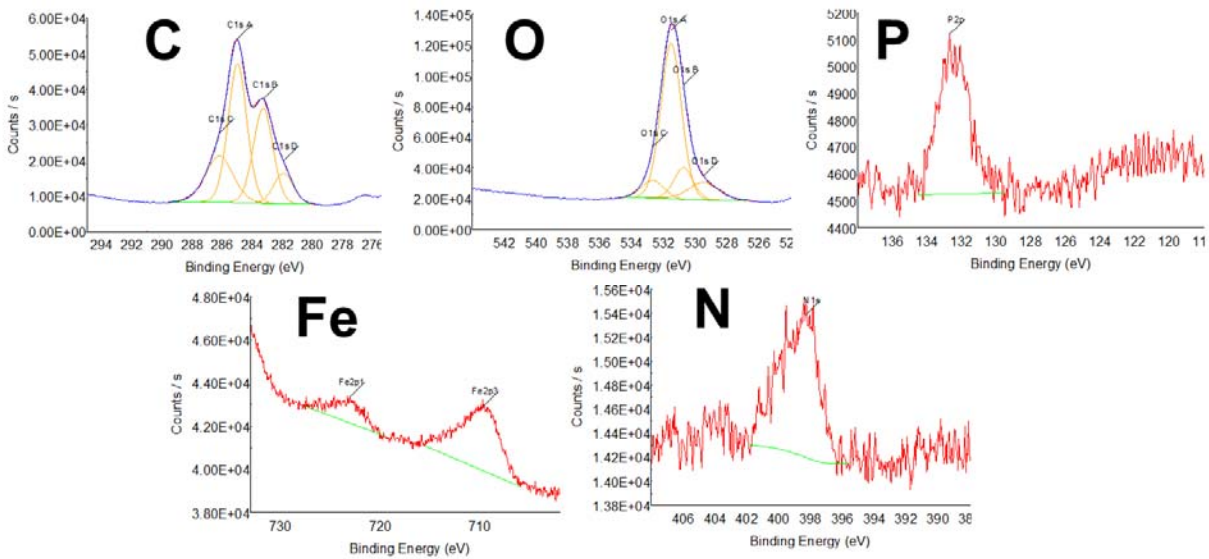 C
6.00E+04
5.00E+04
4.00E+04
3.00E+04
2.00E+04
1.00E+04
0.00E+00
Counts / s
C1s A
C1s B
C1s C
C1s D
294 292 290 288 286 284 282 280 278 276
Binding Energy (eV)
O
1.40E+05
1.20E+05
1.00E+05
8.00E+04
6.00E+04
4.00E+04
2.00E+04
0.00E+00
Counts / s
O1s A
O1s B
O1s C
O1s D
542 540 538 536 534 532 530 528 526 52
Binding Energy (eV)
P
5200
5100
5000
4900
4800
4700
4600
4500
4400
Counts / s
P2p
136 134 132 130 128 126 124 122 120 11
Binding Energy (eV)
Fe
4.80E+04
4.60E+04
4.40E+04
4.20E+04
4.00E+04
3.80E+04
Counts / s
Fe2p1
Fe2p3
730 720 710
Binding Energy (eV)
N
1.56E+04
1.54E+04
1.52E+04
1.50E+04
1.48E+04
1.46E+04
1.44E+04
1.42E+04
1.40E+04
1.38E+04
Counts / s
N1s
406 404 402 400 398 396 394 392 390 38
Binding Energy (eV)